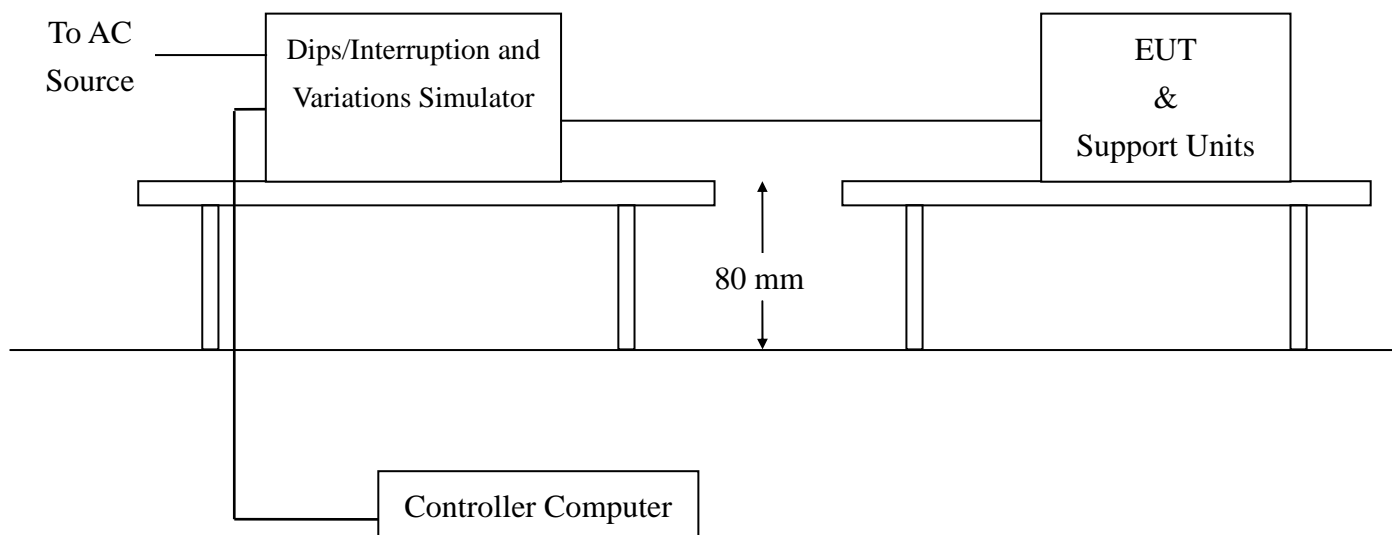 To AC
Source
Dips/Interruption and
Variations Simulator
EUT
&
Support Units
80 mm
Controller Computer